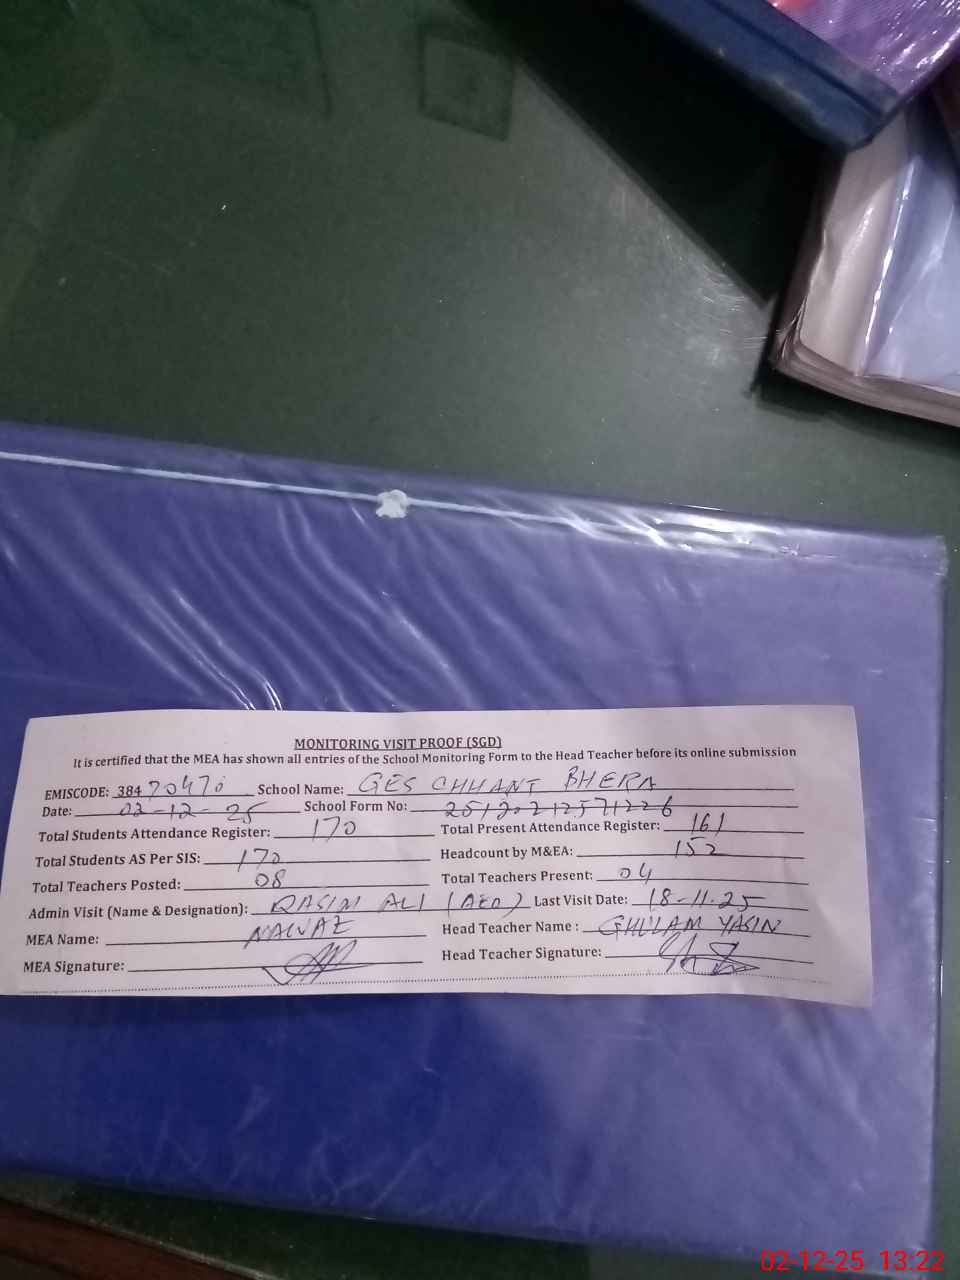 MONITORING VISIT PROOF (SGD)
It is certified that the MEA has shown all entries of the School Monitoring Form to the Head Teacher before its online submission
EMISCODE: 38470470 School Name: GES CHHANT BHERA
Date: 02-12-25 School Form No:
Total Students Attendance Register: 170 Total Present Attendance Register: 161
Total Students AS Per SIS: 170 Headcount by M&EA: 152
Total Teachers Posted: 08 Total Teachers Present: 04
Admin Visit (Name & Designation): QASIM ALI (AEO) Last Visit Date: 18-11-25
MEA Name: NAWAZ Head Teacher Name: GHULAM YASIN
MEA Signature: Head Teacher Signature:
02-12-25 13:22